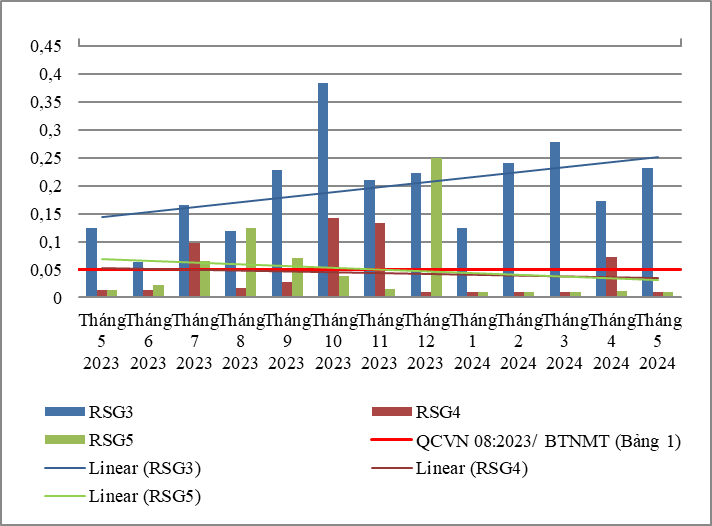 0,45
0,4
0,35
0,3
0,25
0,2
0,15
0,1
0,05
0
Tháng 5 2023
Tháng 6 2023
Tháng 7 2023
Tháng 8 2023
Tháng 9 2023
Tháng 10 2023
Tháng 11 2023
Tháng 12 2023
Tháng 1 2024
Tháng 2 2024
Tháng 3 2024
Tháng 4 2024
Tháng 5 2024
RSG3
RSG4
RSG5
QCVN 08:2023/ BTNMT (Bảng 1)
Linear (RSG3)
Linear (RSG4)
Linear (RSG5)